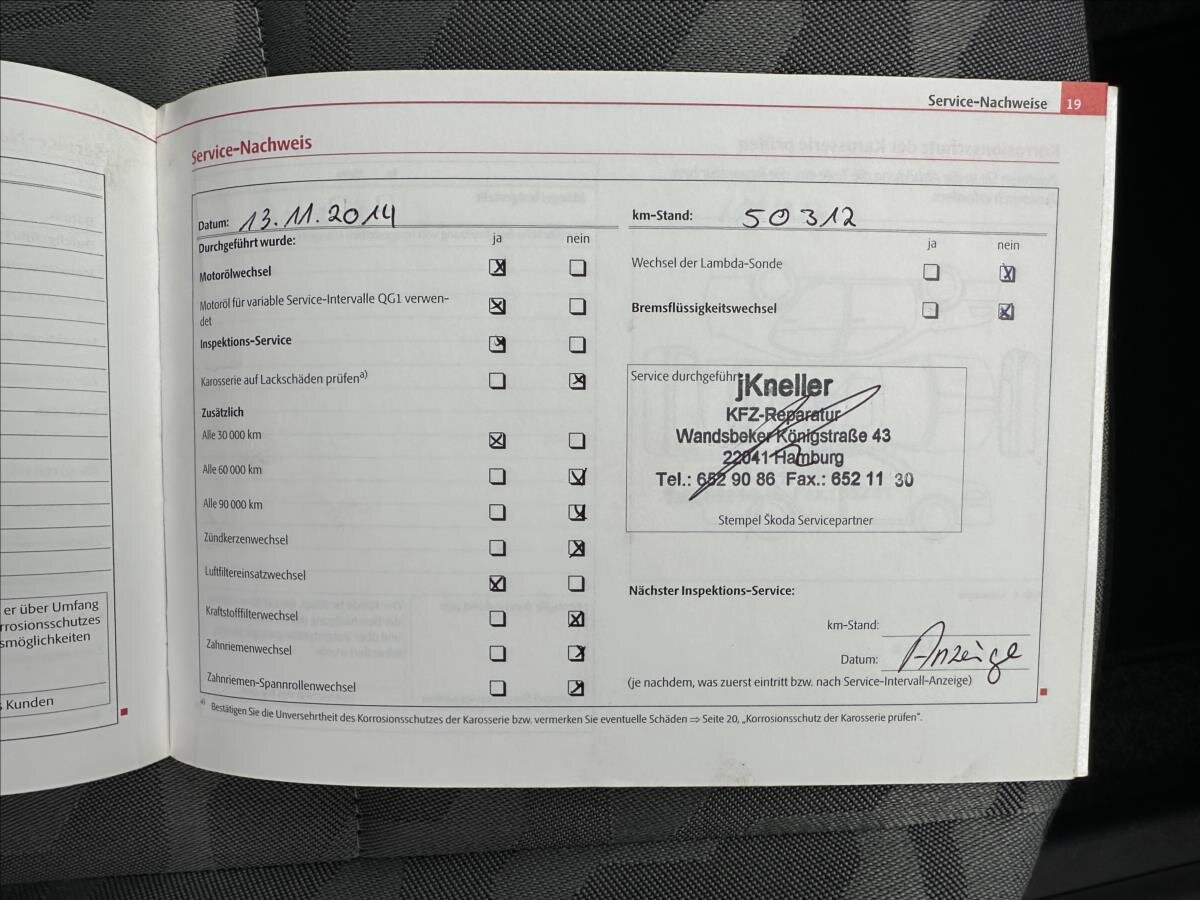 Service-Nachweise 19
Service-Nachweis
Datum: 13.11.2014
Durchgeführt wurde: ja nein
Motorölwechsel
Motoröl für variable Service-Intervalle QG1 verwen-
det
Inspektions-Service
Karosserie auf Lackschäden prüfen a)
Zusätzlich
Alle 30 000 km
Alle 60 000 km
Alle 90 000 km
Zündkerzenwechsel
Luftfiltereinsatzwechsel
Kraftstofffilterwechsel
Zahnriemenwechsel
Zahnriemen-Spannrollenwechsel
km-Stand: 50312
ja nein
Wechsel der Lambda-Sonde
Bremsflüssigkeitswechsel
Service durchgeführt
jKneller
KFZ-Reparatur
Wandsbeker Königstraße 43
22041 Hamburg
Tel.: 652 90 86 Fax.: 652 11 30
Stempel Škoda Servicepartner
Nächster Inspektions-Service:
km-Stand:
Datum: Anzeige
(je nachdem, was zuerst eintritt bzw. nach Service-Intervall-Anzeige)
a) Bestätigen Sie die Unversehrtheit des Korrosionsschutzes der Karosserie bzw. vermerken Sie eventuelle Schäden ⇒ Seite 20, „Korrosionsschutz der Karosserie prüfen“.
er über Umfang
rrosionsschutzes
smöglichkeiten
Kunden